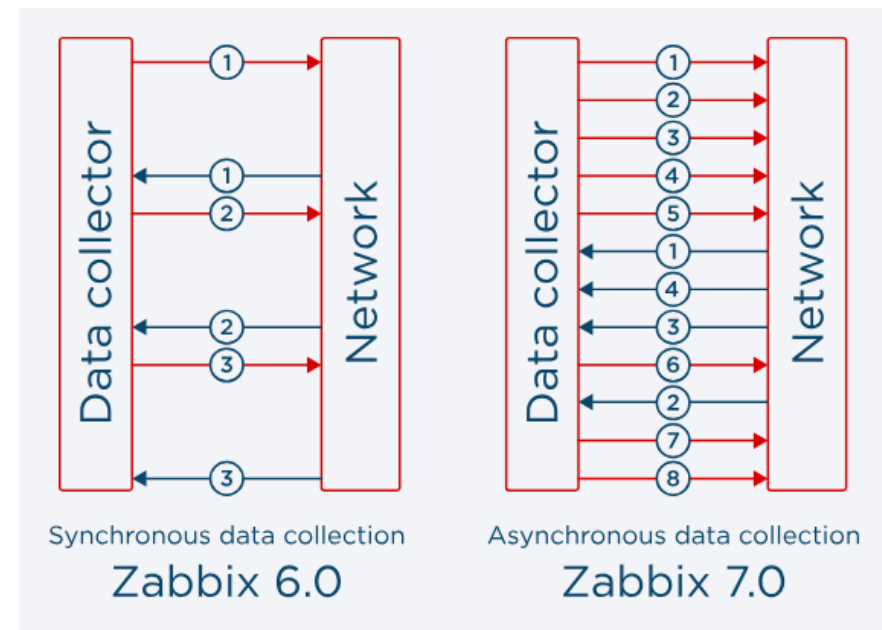 Data collector
1
1
2
2
3
3
Network
Synchronous data collection
Zabbix 6.0
Data collector
1
2
3
4
5
1
4
3
6
2
7
8
Network
Asynchronous data collection
Zabbix 7.0